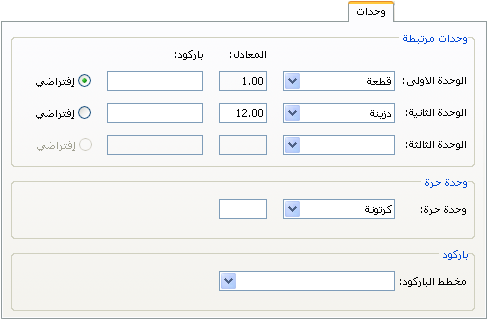 وحدات
وحدات مرتبطة
المعادل: باركود:
الوحدة الاولى: قطعة 1.00 إفتراضي
الوحدة الثانية: دزينة 12.00 إفتراضي
الوحدة الثالثة: إفتراضي
وحدة حرة
وحدة حرة: كرتونة
باركود
مخطط الباركود: